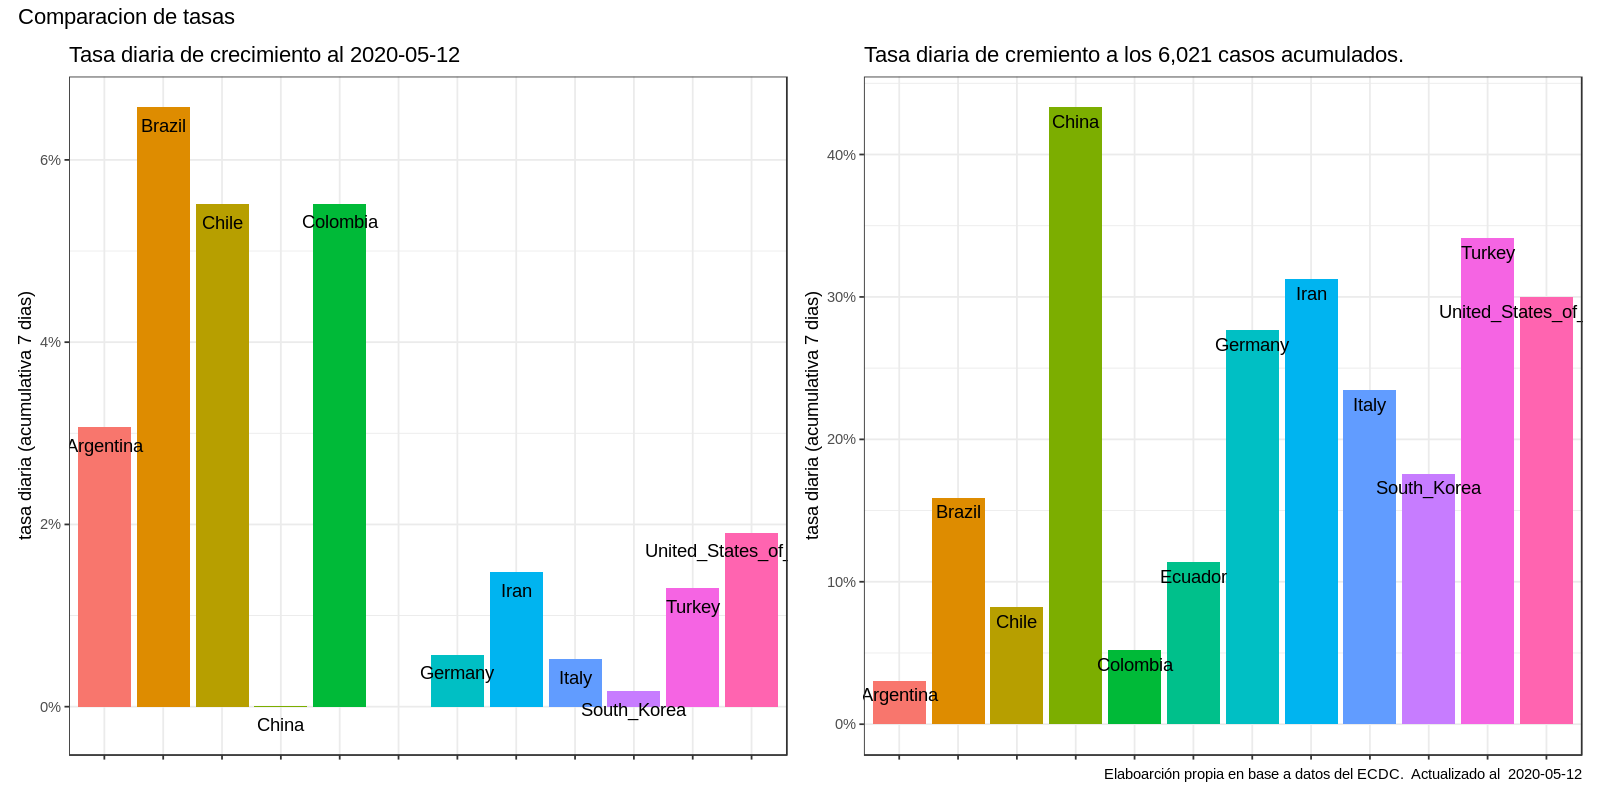 Comparacion de tasas
Tasa diaria de crecimiento al 2020-05-12
tasa diaria (acumulativa 7 dias)
6%
4%
2%
0%
Argentina
Brazil
Chile
China
Colombia
Germany
Iran
Italy
South_Korea
Turkey
United_States_of_
Tasa diaria de cremiento a los 6,021 casos acumulados.
tasa diaria (acumulativa 7 dias)
40%
30%
20%
10%
0%
Argentina
Brazil
Chile
China
Colombia
Ecuador
Germany
Iran
Italy
South_Korea
Turkey
United_States_of_
Elaboarción propia en base a datos del ECDC. Actualizado al 2020-05-12